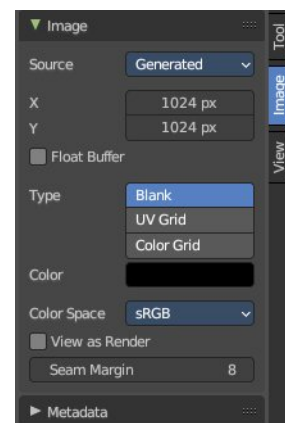 Image
Source Generated
X 1024 px
Y 1024 px
Float Buffer
Type Blank
UV Grid
Color Grid
Color
Color Space sRGB
View as Render
Seam Margin 8
Metadata
Tool
Image
View